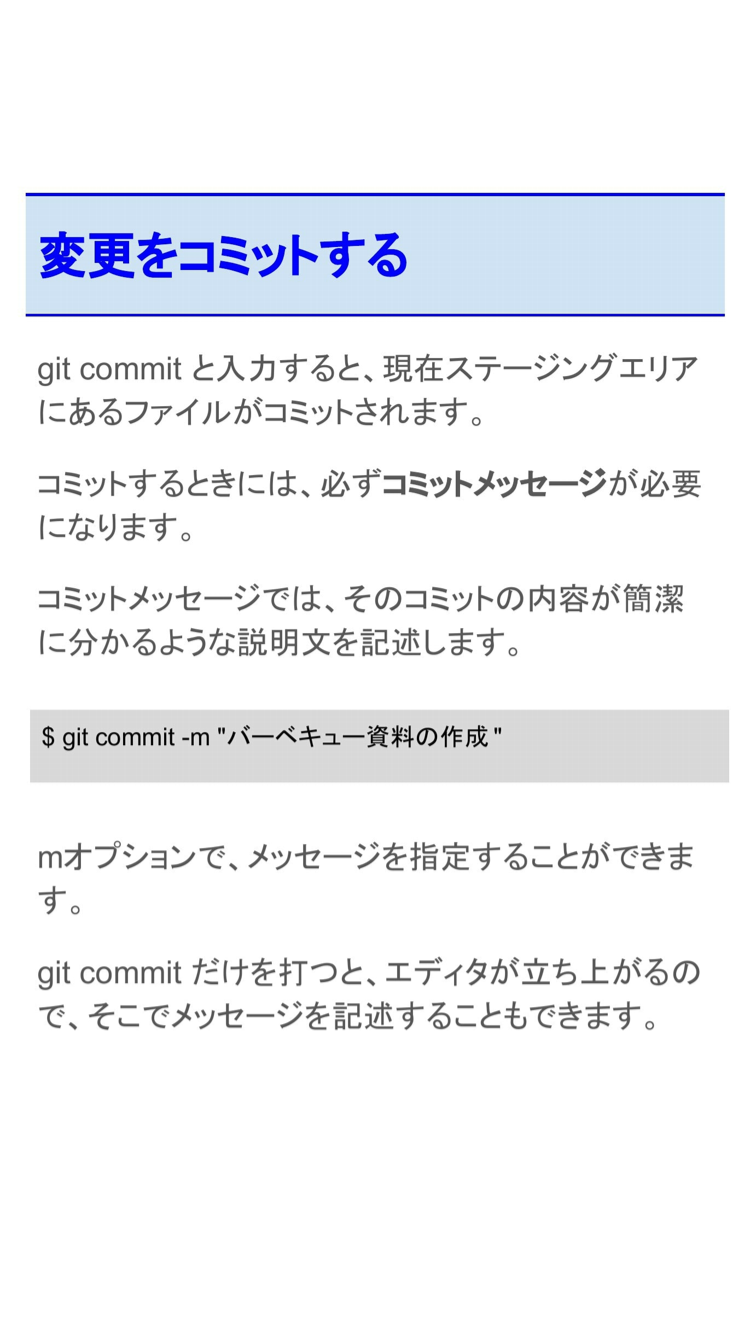 変更をコミットする
git commit と入力すると、現在ステージングエリア
にあるファイルがコミットされます。
コミットするときには、必ずコミットメッセージが必要
になります。
コミットメッセージでは、そのコミットの内容が簡潔
に分かるような説明文を記述します。
$ git commit -m "バーベキュー資料の作成"
mオプションで、メッセージを指定することができま
す。
git commit だけを打つと、エディタが立ち上がるの
で、そこでメッセージを記述することもできます。